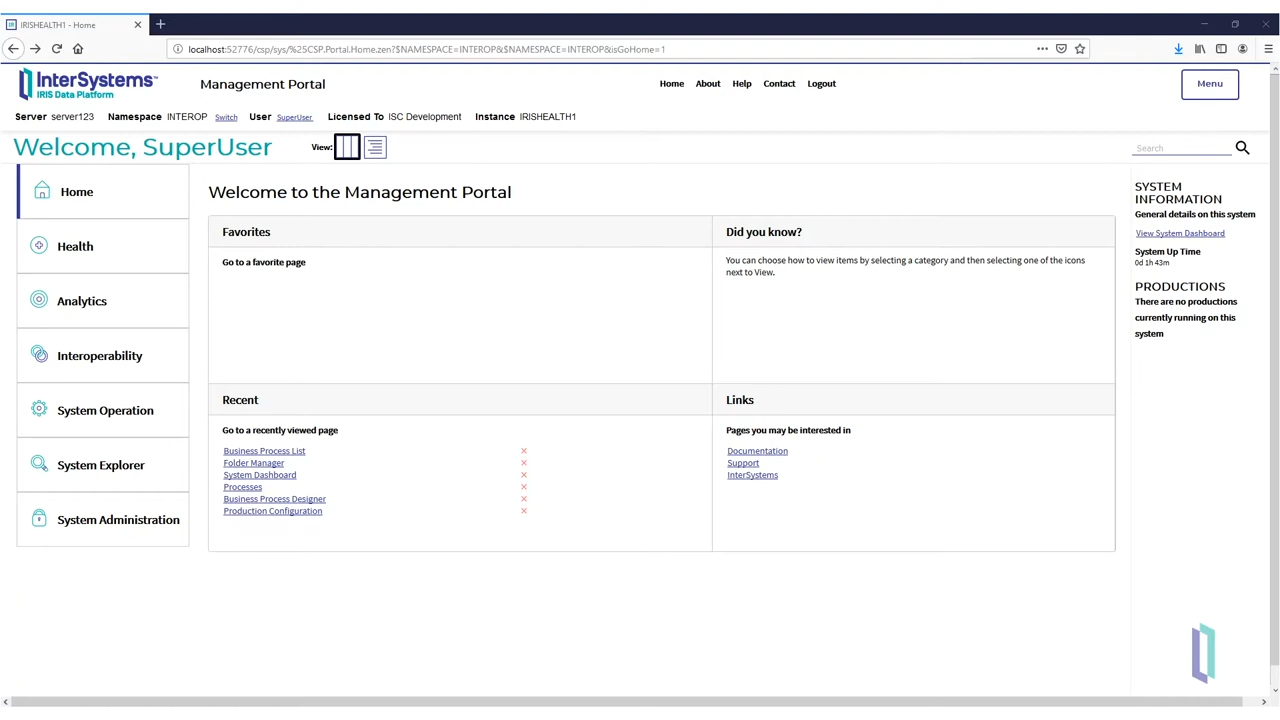 IRISHEALTH1 - Home
localhost:52776/csp/sys/%25CSP.Portal.Home.zen?$NAMESPACE=INTEROP&$NAMESPACE=INTEROP&isGoHome=1
InterSystems™
IRIS Data Platform
Management Portal
Home About Help Contact Logout
Menu
Server server123 Namespace INTEROP Switch User SuperUser Licensed To ISC Development Instance IRISHEALTH1
Welcome, SuperUser
View:
Search
Home
Health
Analytics
Interoperability
System Operation
System Explorer
System Administration
Welcome to the Management Portal
Favorites
Go to a favorite page
Did you know?
You can choose how to view items by selecting a category and then selecting one of the icons
next to View.
Recent
Go to a recently viewed page
Business Process List
Folder Manager
System Dashboard
Processes
Business Process Designer
Production Configuration
Links
Pages you may be interested in
Documentation
Support
InterSystems
SYSTEM
INFORMATION
General details on this system
View System Dashboard
System Up Time
0d 1h 43m
PRODUCTIONS
There are no productions
currently running on this
system